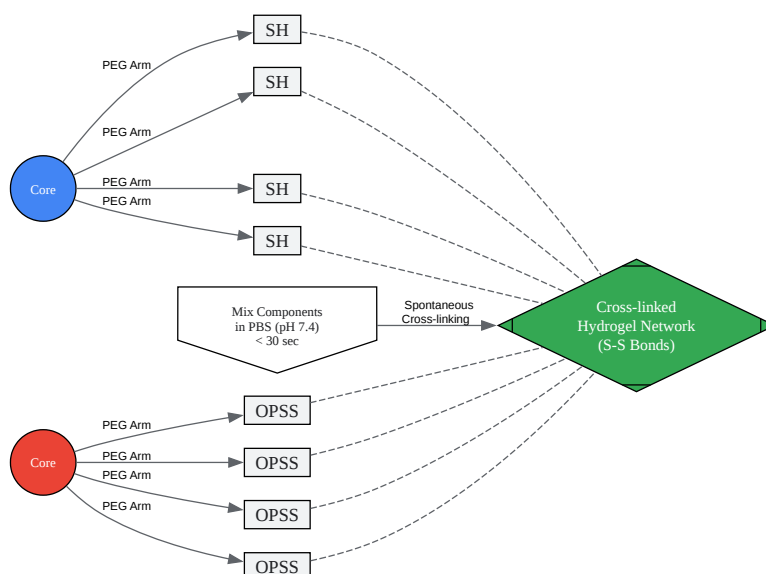 SH
PEG Arm
SH
PEG Arm
Core
PEG Arm
SH
PEG Arm
SH
Mix Components
in PBS (pH 7.4)
< 30 sec
Spontaneous
Cross-linking
Cross-linked
Hydrogel Network
(S-S Bonds)
OPSS
PEG Arm
Core
PEG Arm
OPSS
PEG Arm
OPSS
PEG Arm
OPSS